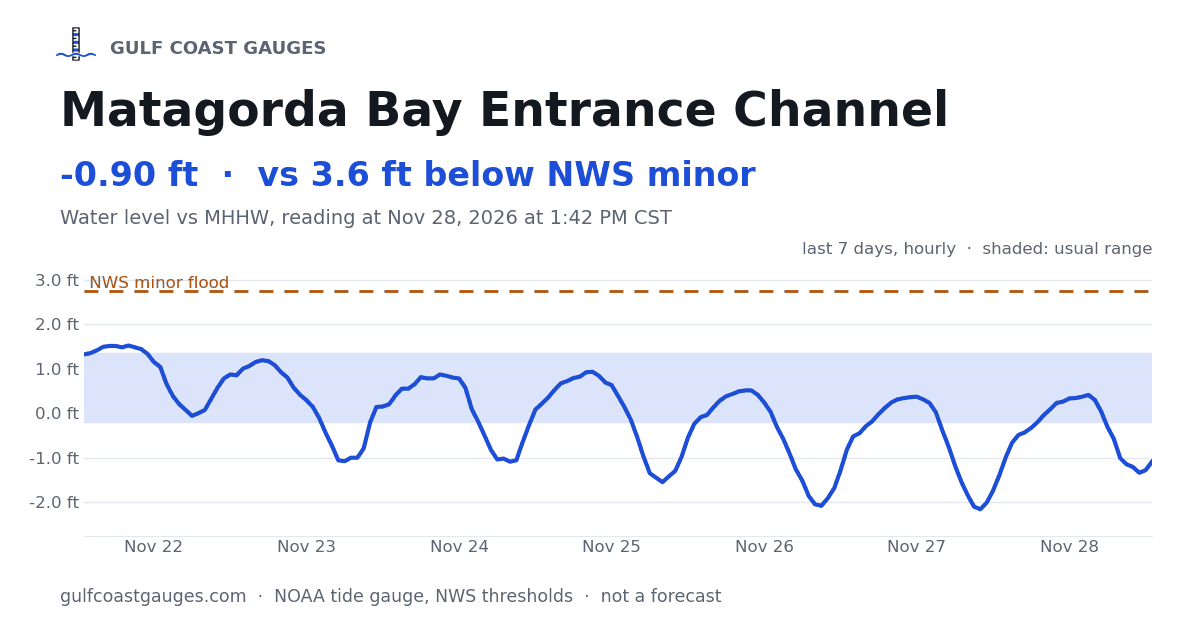 GULF COAST GAUGES
Matagorda Bay Entrance Channel
-0.90 ft · vs 3.6 ft below NWS minor
Water level vs MHHW, reading at Nov 28, 2026 at 1:42 PM CST
last 7 days, hourly · shaded: usual range
3.0 ft
NWS minor flood
2.0 ft
1.0 ft
0.0 ft
-1.0 ft
-2.0 ft
Nov 22 Nov 23 Nov 24 Nov 25 Nov 26 Nov 27 Nov 28
gulfcoastgauges.com · NOAA tide gauge, NWS thresholds · not a forecast